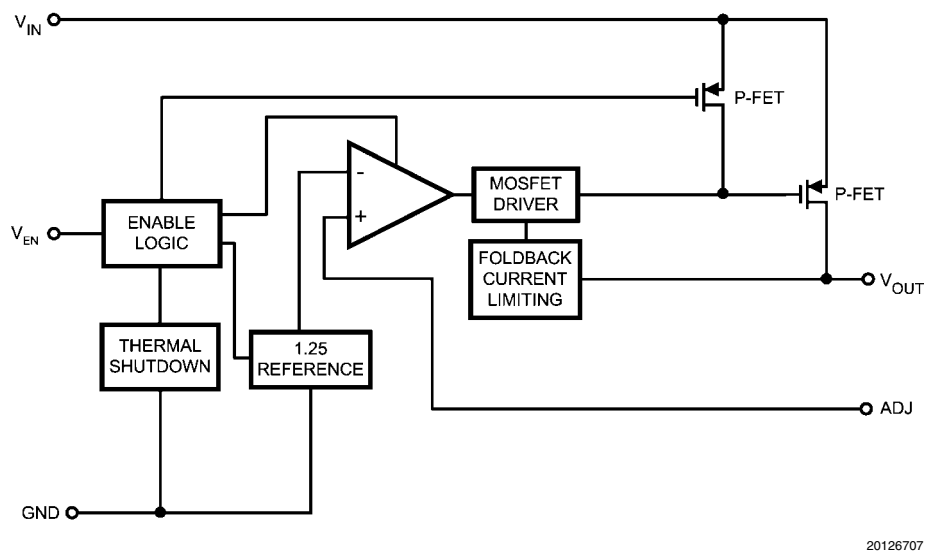 VIN
P-FET
MOSFET
DRIVER
P-FET
-
+
ENABLE
LOGIC
VEN
FOLDBACK
CURRENT
LIMITING
VOUT
THERMAL
SHUTDOWN
1.25
REFERENCE
ADJ
GND
20126707